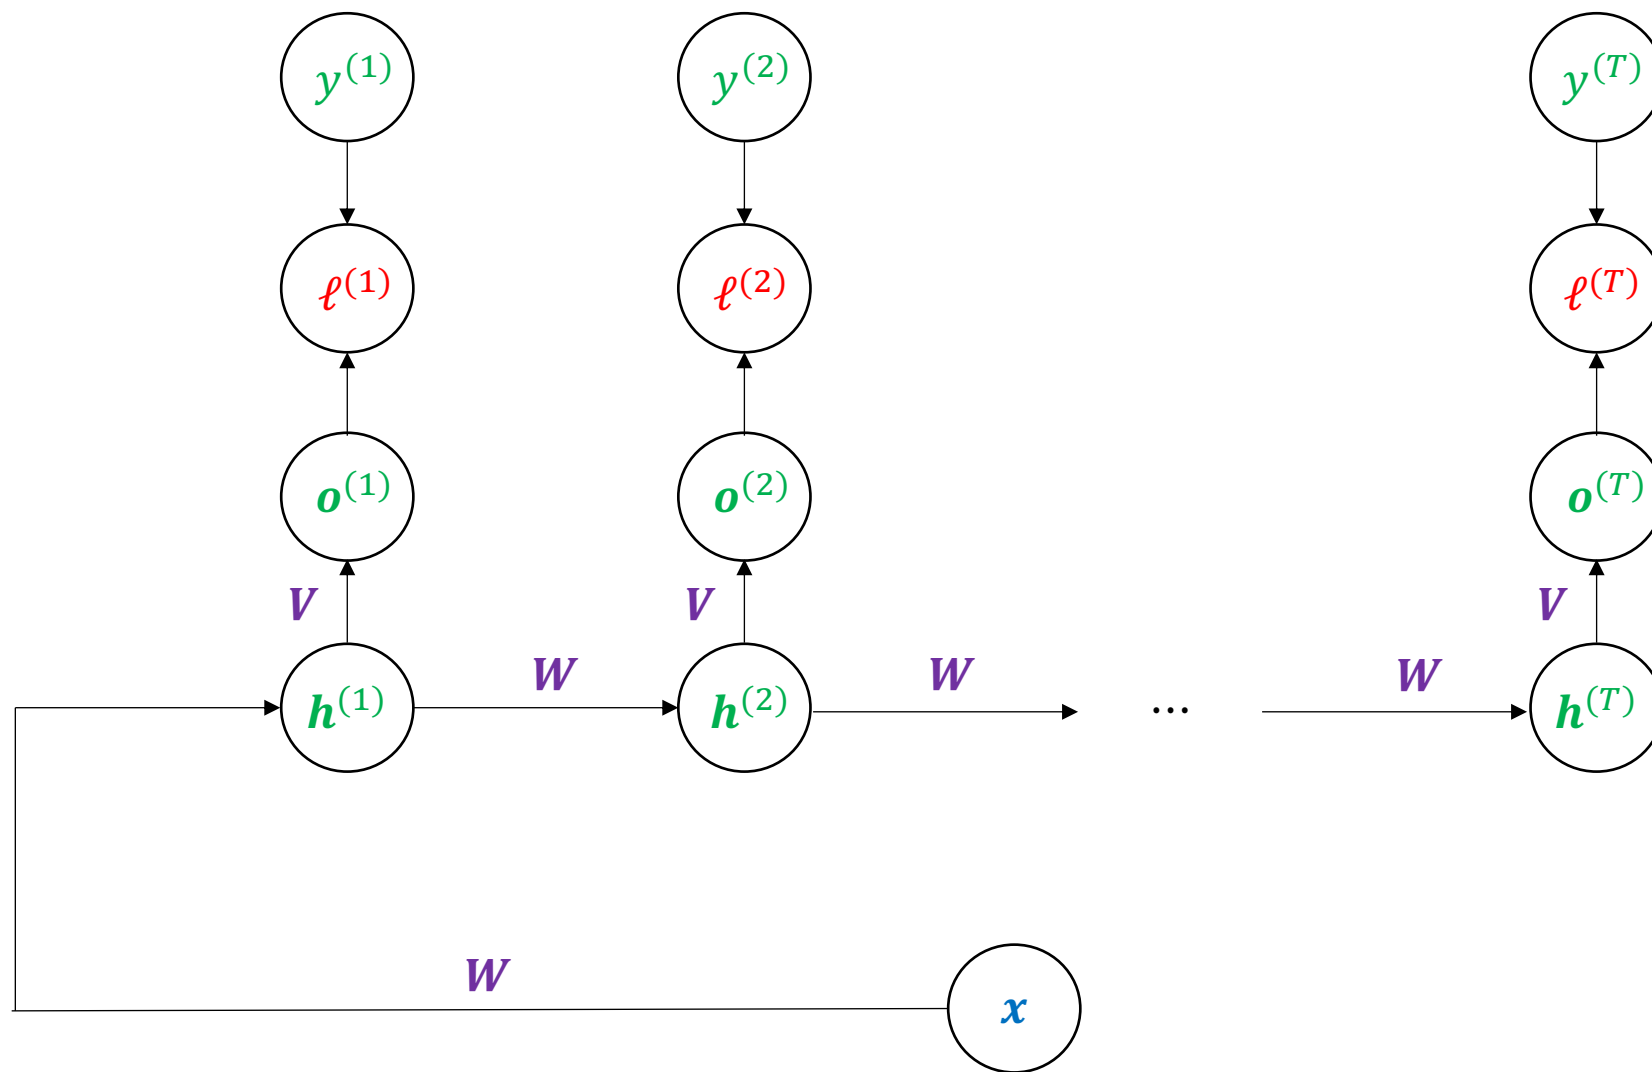 y^(1) y^(2) y^(T)
ℓ^(1) ℓ^(2) ℓ^(T)
o^(1) o^(2) o^(T)
V V V
W W W
h^(1) h^(2) ... h^(T)
W
x